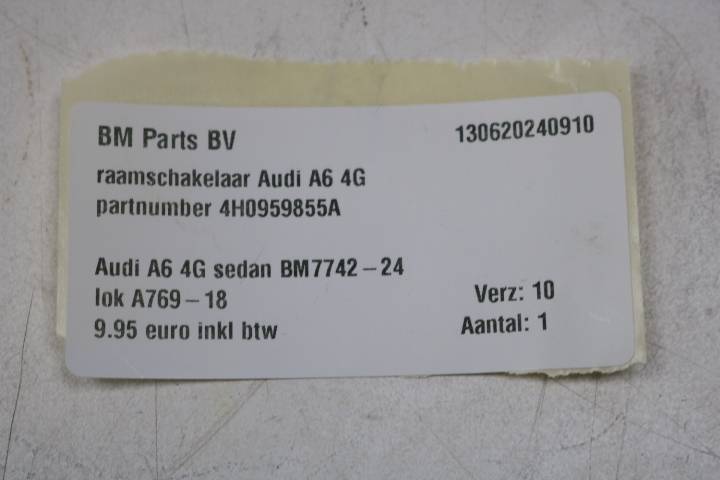 BM Parts BV 130620240910
raamschakelaar Audi A6 4G
partnumber 4H0959855A
Audi A6 4G sedan BM7742-24
lok A769-18 Verz: 10
9.95 euro inkl btw Aantal: 1